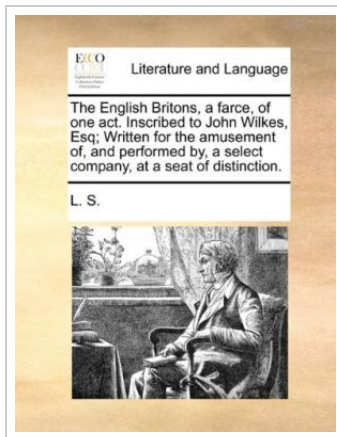 ECCO
Literature and Language
The English Britons, a farce, of
one act. Inscribed to John Wilkes,
Esq; Written for the amusement
of, and performed by, a select
company, at a seat of distinction.
L. S.